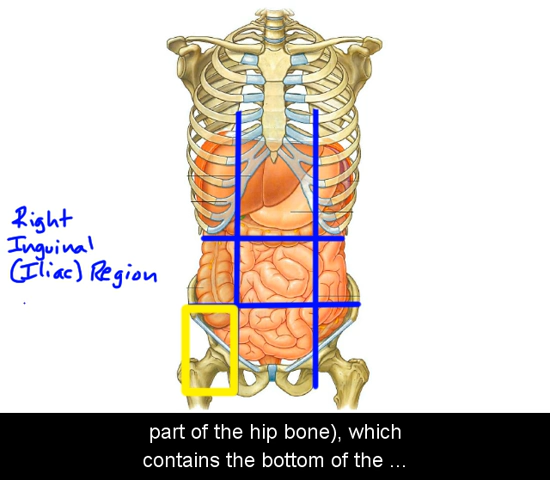 Right
Inguinal
(Iliac) Region
part of the hip bone), which
contains the bottom of the ...